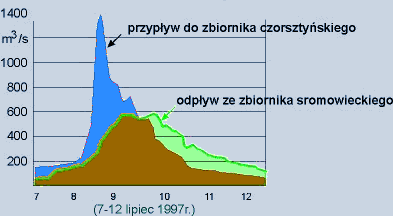 1400
m³/s
1000
800
600
400
200
przypływ do zbiornika czorsztyńskiego
odpływ ze zbiornika sromowieckiego
7 8 9 10 11 12
(7-12 lipiec 1997r.)